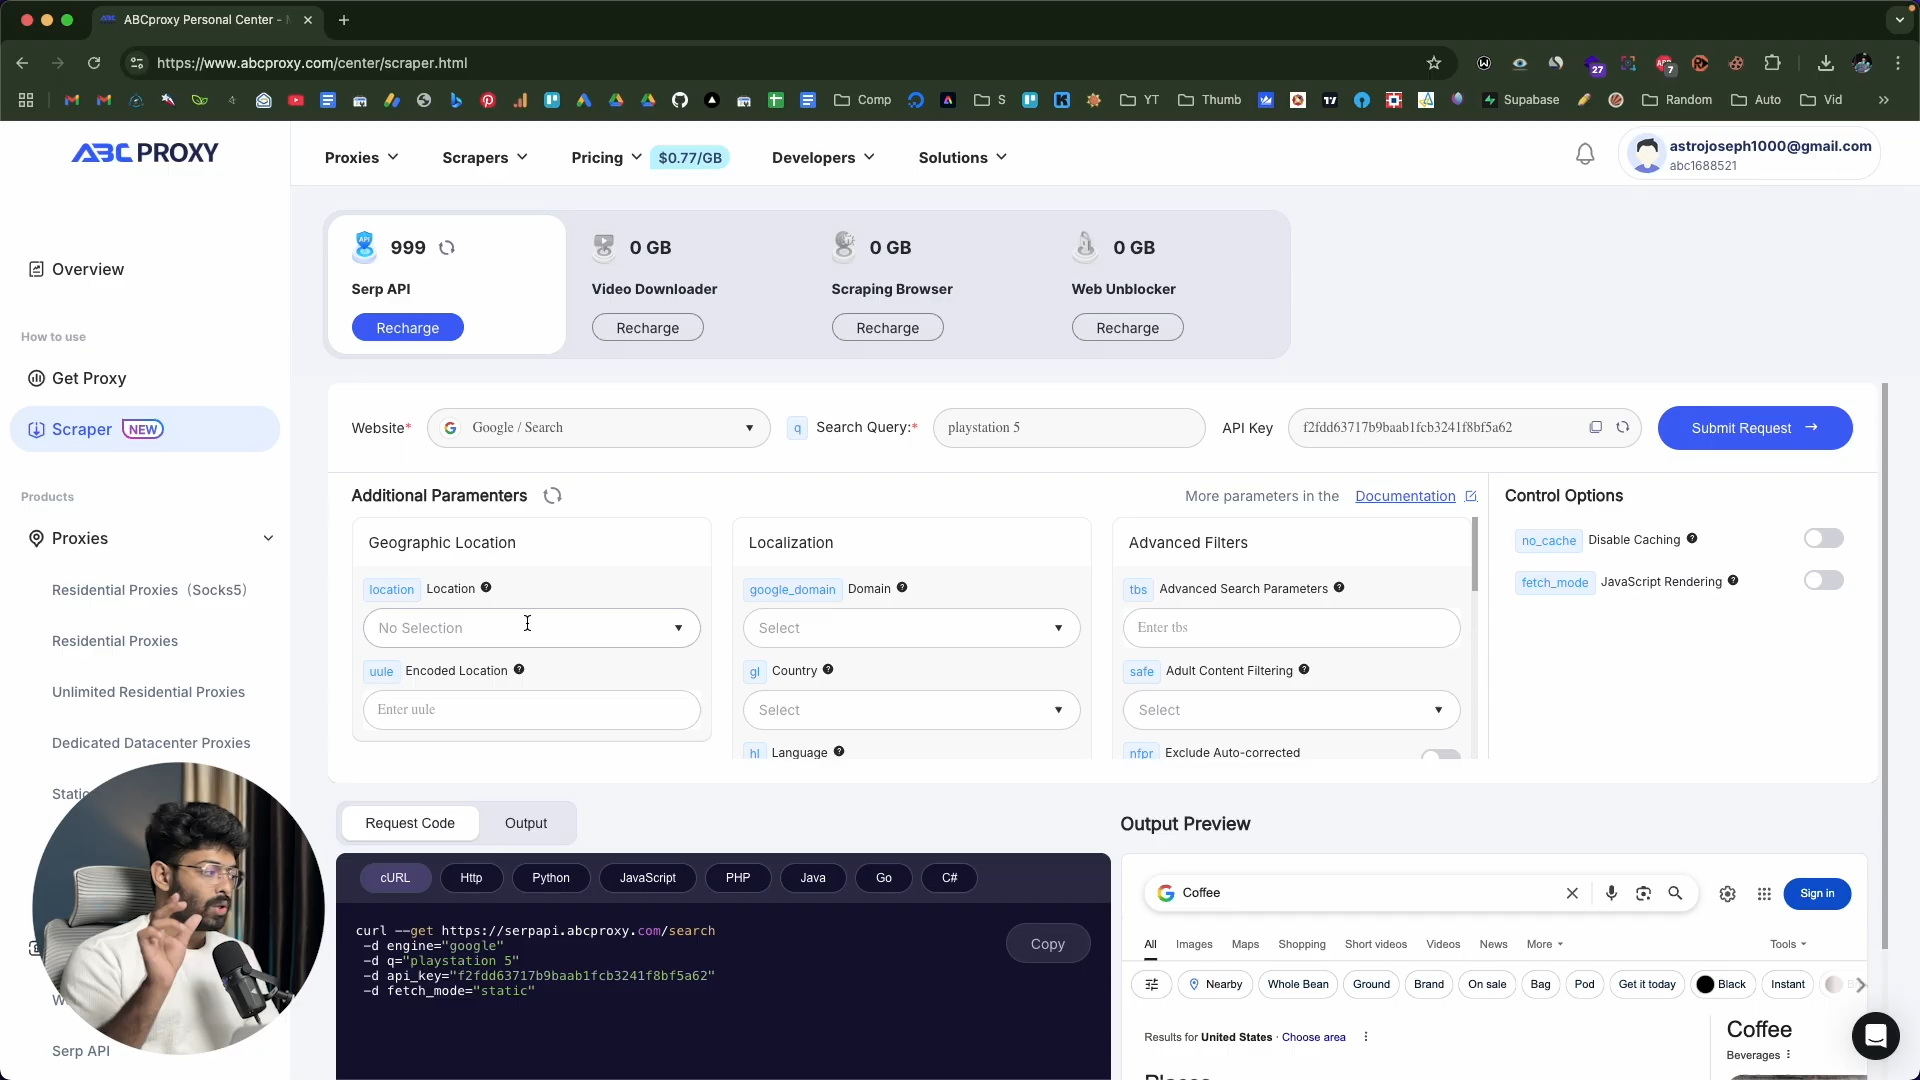 ABCproxy Personal Center -
https://www.abcproxy.com/center/scraper.html
27
7
Comp
S
YT
Thumb
Supabase
Random
Auto
Vid
ABC PROXY
Proxies
Scrapers
Pricing
$0.77/GB
Developers
Solutions
astrojoseph1000@gmail.com
abc1688521
Overview
How to use
Get Proxy
Scraper NEW
Products
Proxies
Residential Proxies（Socks5）
Residential Proxies
Unlimited Residential Proxies
Dedicated Datacenter Proxies
Serp API
999
Serp API
Recharge
0 GB
Video Downloader
Recharge
0 GB
Scraping Browser
Recharge
0 GB
Web Unblocker
Recharge
Website*
Google / Search
q Search Query:*
playstation 5
API Key
f2fdd63717b9baab1fcb3241f8bf5a62
Submit Request
Additional Paramenters
More parameters in the Documentation
Geographic Location
location Location
No Selection
uule Encoded Location
Enter uule
Localization
google_domain Domain
Select
gl Country
Select
hl Language
Advanced Filters
tbs Advanced Search Parameters
Enter tbs
safe Adult Content Filtering
Select
nfpr Exclude Auto-corrected
Control Options
no_cache Disable Caching
fetch_mode JavaScript Rendering
Request Code
Output
cURL
Http
Python
JavaScript
PHP
Java
Go
C#
curl --get https://serpapi.abcproxy.com/search
-d engine="google"
-d q="playstation 5"
-d api_key="f2fdd63717b9baab1fcb3241f8bf5a62"
-d fetch_mode="static"
Copy
Output Preview
Coffee
Sign in
All
Images
Maps
Shopping
Short videos
Videos
News
More
Tools
Nearby
Whole Bean
Ground
Brand
On sale
Bag
Pod
Get it today
Black
Instant
Results for United States · Choose area
Coffee
Beverages
Places